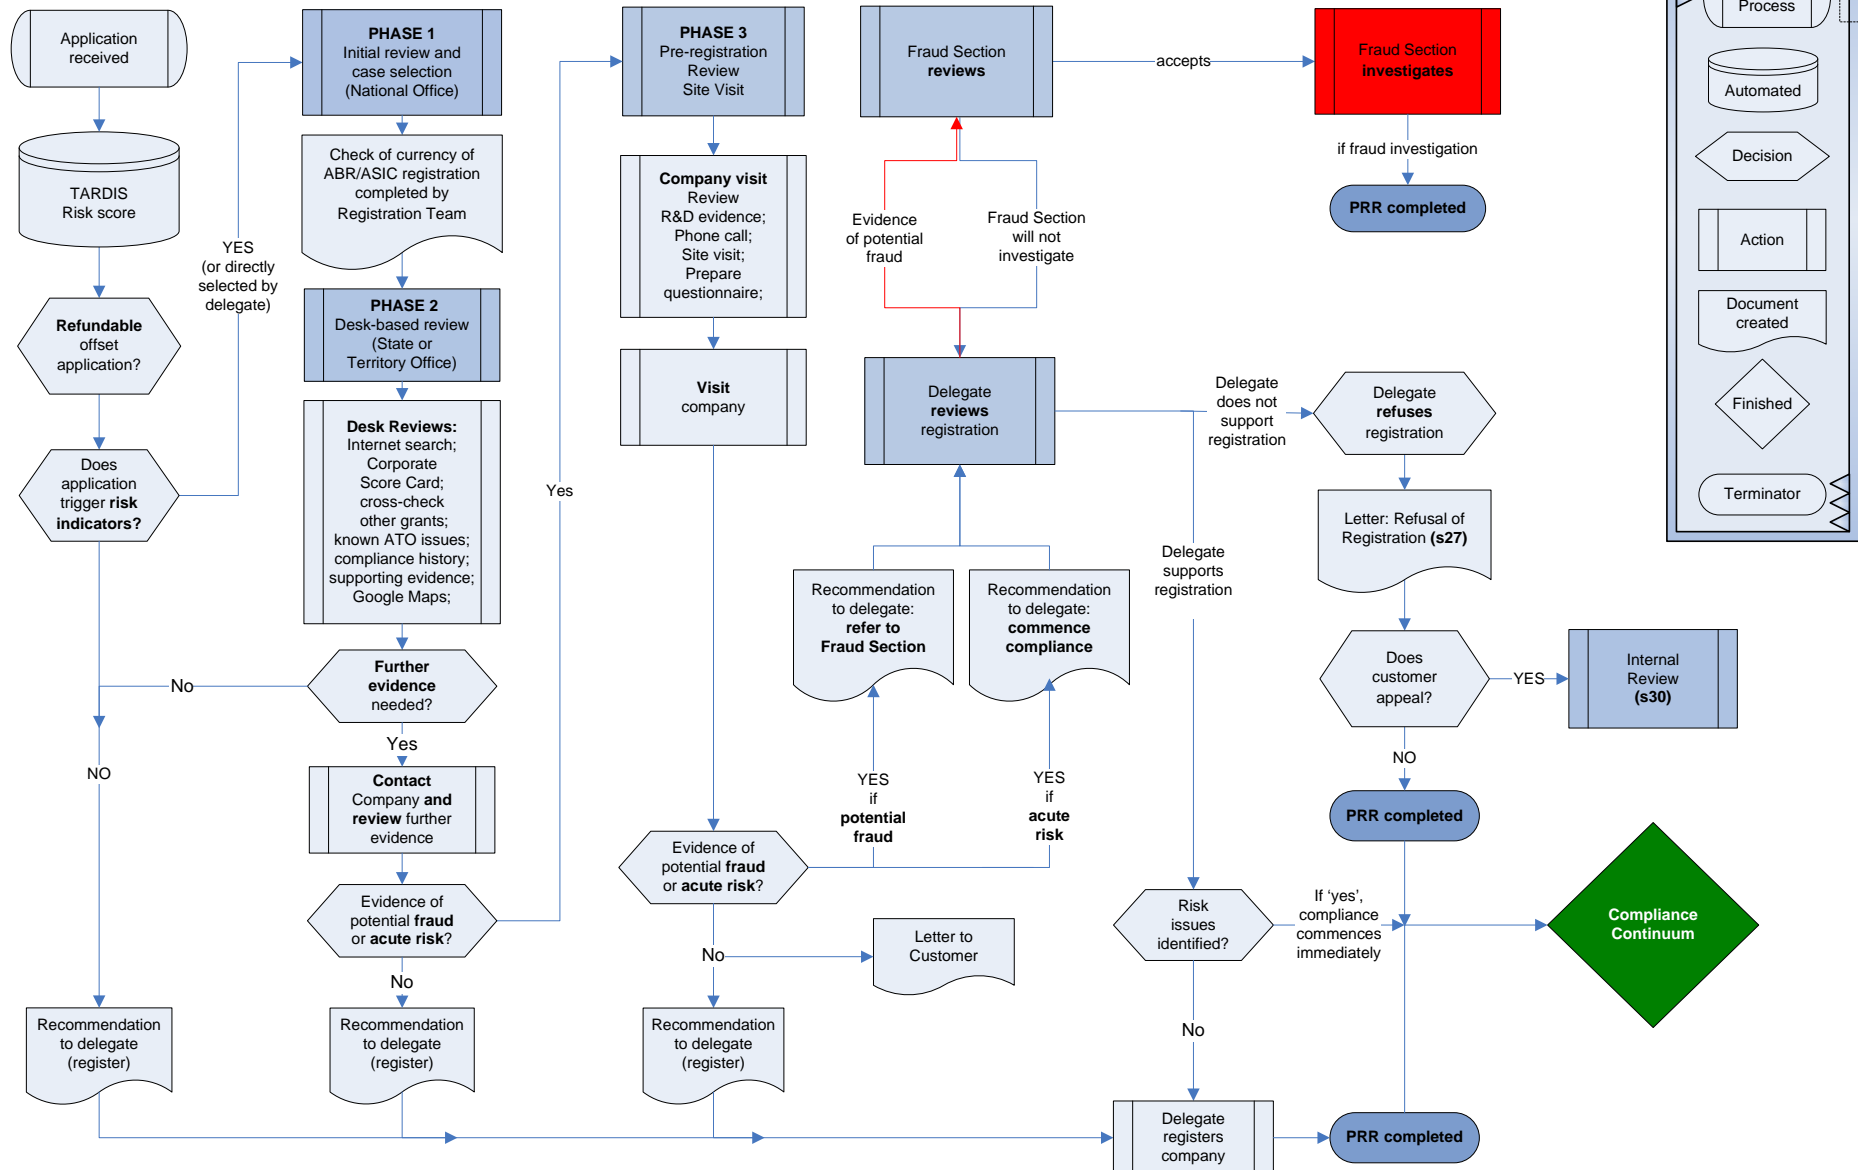 Application
received
TARDIS
Risk score
Refundable
offset
application?
Does
application
trigger risk
indicators?
YES
(or directly
selected by
delegate)
NO
Recommendation
to delegate
(register)
PHASE 1
Initial review and
case selection
(National Office)
Check of currency of
ABR/ASIC registration
completed by
Registration Team
PHASE 2
Desk-based review
(State or
Territory Office)
Desk Reviews:
Internet search;
Corporate
Score Card;
cross-check
other grants;
known ATO issues;
compliance history;
supporting evidence;
Google Maps;
Further
evidence
needed?
No
Yes
Contact
Company and
review further
evidence
Evidence of
potential fraud
or acute risk?
Yes
No
Recommendation
to delegate
(register)
PHASE 3
Pre-registration
Review
Site Visit
Company visit
Review
R&D evidence;
Phone call;
Site visit;
Prepare
questionnaire;
Visit
company
Evidence of
potential fraud
or acute risk?
No
Letter to
Customer
Recommendation
to delegate
(register)
YES
if
potential
fraud
YES
if
acute
risk
Recommendation
to delegate:
refer to
Fraud Section
Recommendation
to delegate:
commence
compliance
Fraud Section
reviews
Evidence
of potential
fraud
Fraud Section
will not
investigate
Delegate
reviews
registration
accepts
Fraud Section
investigates
if fraud investigation
PRR completed
Delegate
does not
support
registration
Delegate
refuses
registration
Letter: Refusal of
Registration (s27)
Does
customer
appeal?
YES
Internal
Review
(s30)
NO
PRR completed
Delegate
supports
registration
Risk
issues
identified?
If ‘yes’,
compliance
commences
immediately
Compliance
Continuum
No
Delegate
registers
company
PRR completed
Process
Automated
Decision
Action
Document
created
Finished
Terminator